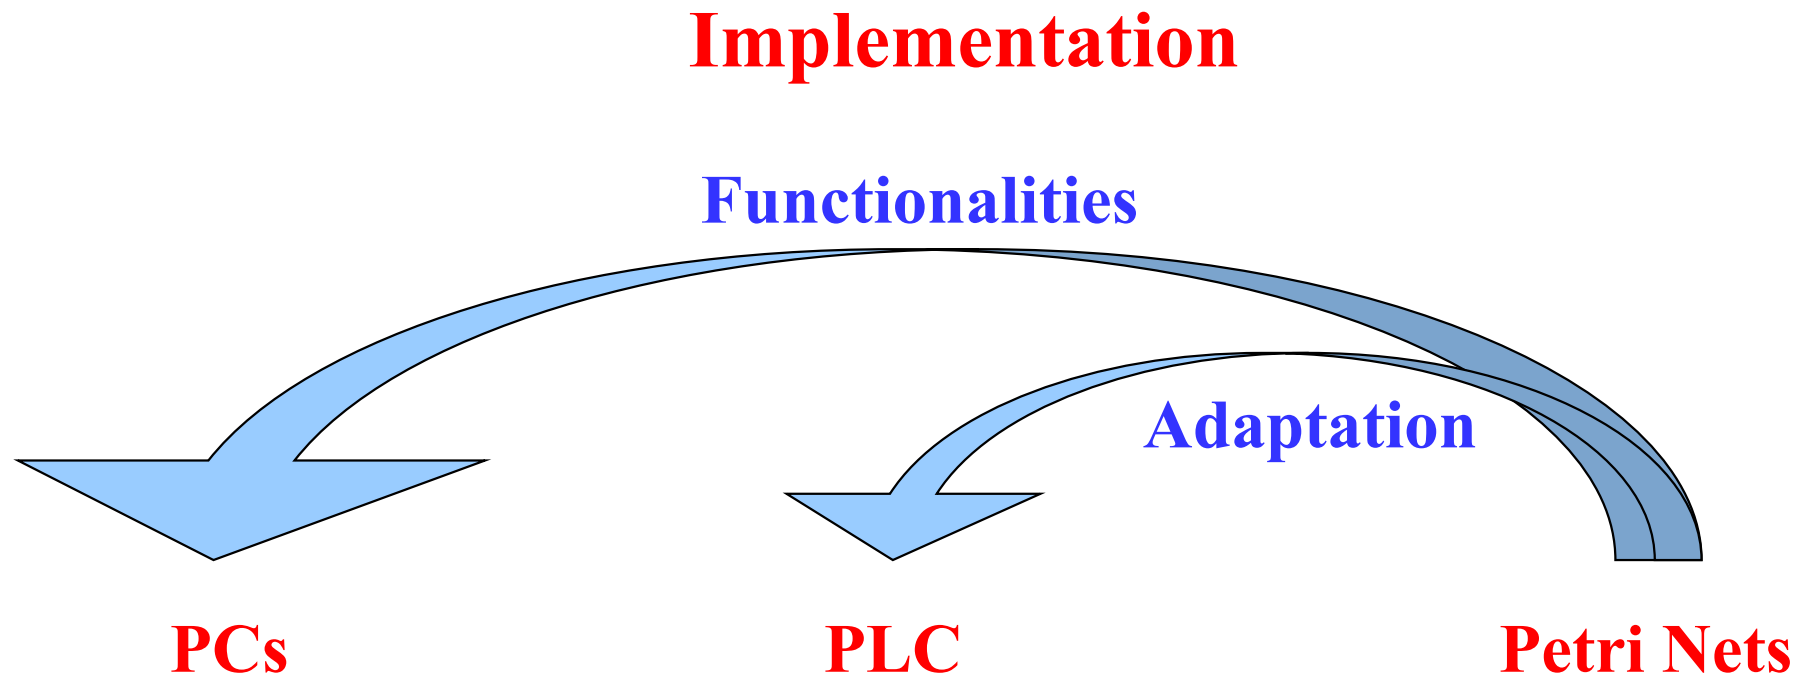 Implementation
Functionalities
Adaptation
PCs
PLC
Petri Nets